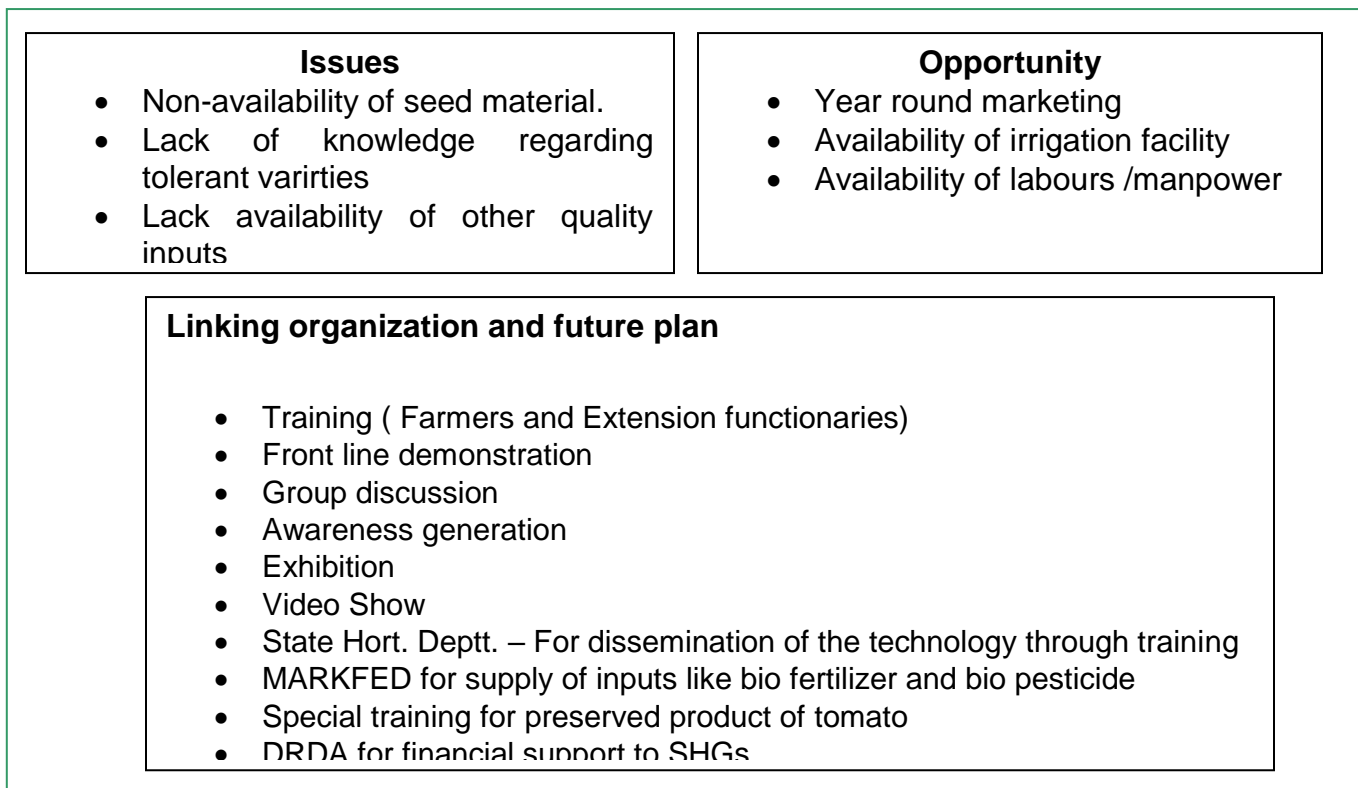 Issues
• Non-availability of seed material.
• Lack of knowledge regarding
tolerant varirties
• Lack availability of other quality
inputs
Opportunity
• Year round marketing
• Availability of irrigation facility
• Availability of labours /manpower
Linking organization and future plan
• Training ( Farmers and Extension functionaries)
• Front line demonstration
• Group discussion
• Awareness generation
• Exhibition
• Video Show
• State Hort. Deptt. – For dissemination of the technology through training
• MARKFED for supply of inputs like bio fertilizer and bio pesticide
• Special training for preserved product of tomato
• DRDA for financial support to SHGs